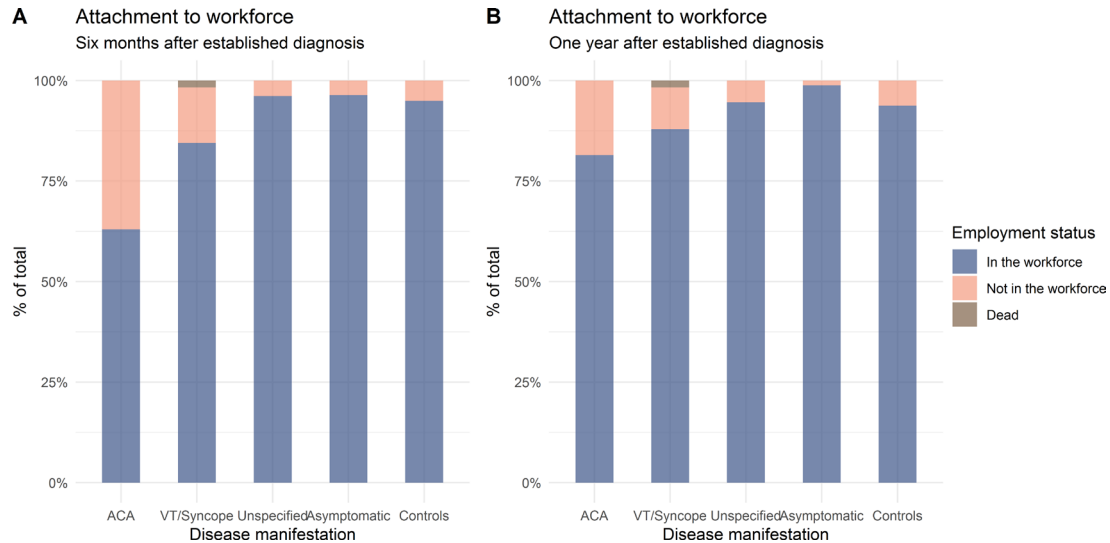 A
Attachment to workforce
Six months after established diagnosis
100%
75%
50%
25%
0%
% of total
ACA
VT/Syncope
Unspecified
Asymptomatic
Controls
Disease manifestation
B
Attachment to workforce
One year after established diagnosis
100%
75%
50%
25%
0%
% of total
ACA
VT/Syncope
Unspecified
Asymptomatic
Controls
Disease manifestation
Employment status
In the workforce
Not in the workforce
Dead